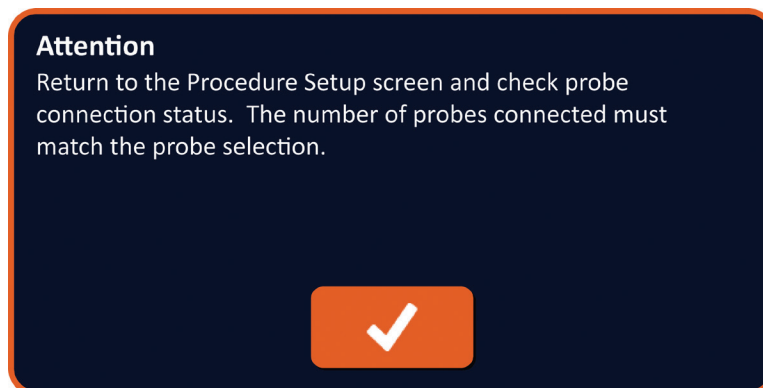 Attention
Return to the Procedure Setup screen and check probe
connection status.  The number of probes connected must
match the probe selection.